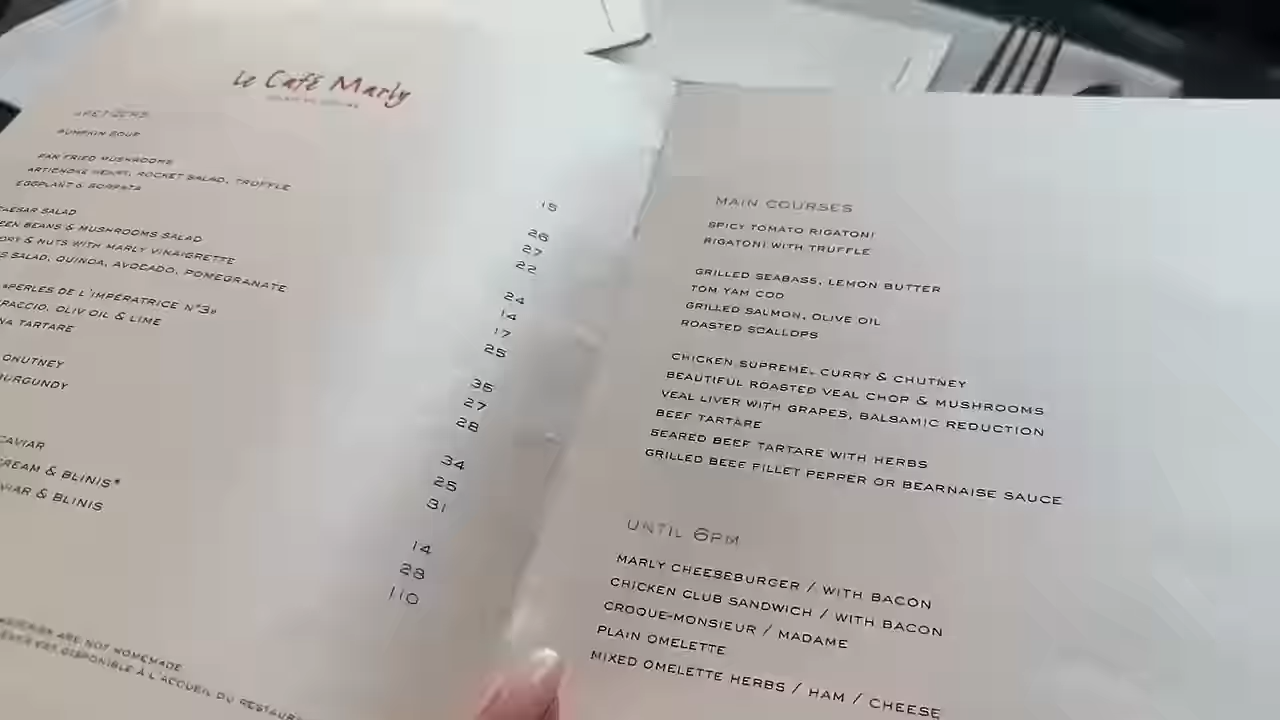 Le Café Marly
PUMPKIN SOUP 15
PAN FRIED MUSHROOMS 26
ARTICHOKE HEART, ROCKET SALAD, TRUFFLE 27
EGGPLANT & 22
CAESAR SALAD 24
BEANS & MUSHROOMS SALAD 14
& NUTS WITH MARLY VINAIGRETTE 17
SALAD, QUINOA, AVOCADO, POMEGRANATE 25
«PERLES DE L'IMPÉRATRICE N°3» 35
OLIV OIL & LIME 27
TARTARE 28
34
CHUTNEY 25
BURGUNDY 31
CAVIAR 14
CREAM & BLINIS* 28
& BLINIS 110
ARE NOT HOMEMADE
EST DISPONIBLE À L'ACCUEIL DU
MAIN COURSES
SPICY TOMATO RIGATONI
RIGATONI WITH TRUFFLE
GRILLED SEABASS, LEMON BUTTER
TOM YAM COD
GRILLED SALMON, OLIVE OIL
ROASTED SCALLOPS
CHICKEN SUPREME, CURRY & CHUTNEY
BEAUTIFUL ROASTED VEAL CHOP & MUSHROOMS
VEAL LIVER WITH GRAPES, BALSAMIC REDUCTION
BEEF TARTARE
SEARED BEEF TARTARE WITH HERBS
GRILLED BEEF FILLET PEPPER OR BEARNAISE SAUCE
UNTIL 6PM
MARLY CHEESEBURGER / WITH BACON
CHICKEN CLUB SANDWICH / WITH BACON
CROQUE-MONSIEUR / MADAME
PLAIN OMELETTE
MIXED OMELETTE HERBS / HAM / CHEESE